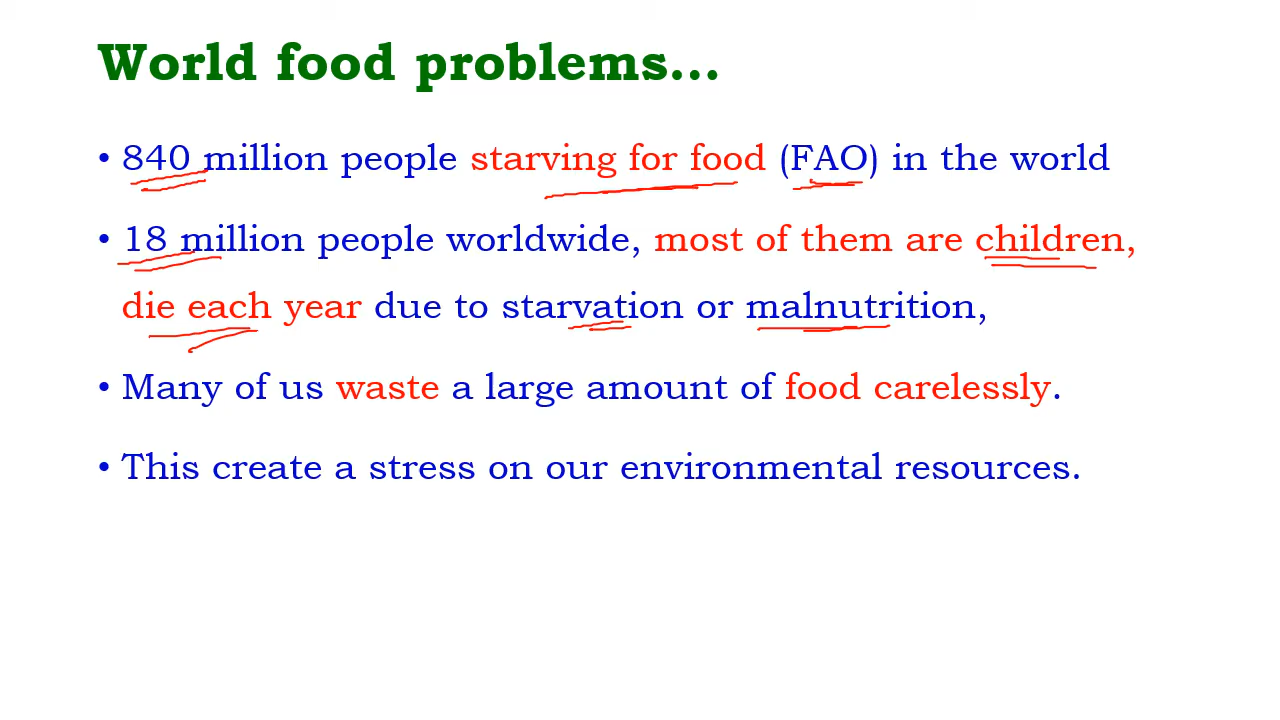 World food problems...
• 840 million people starving for food (FAO) in the world
• 18 million people worldwide, most of them are children,
die each year due to starvation or malnutrition,
• Many of us waste a large amount of food carelessly.
• This create a stress on our environmental resources.